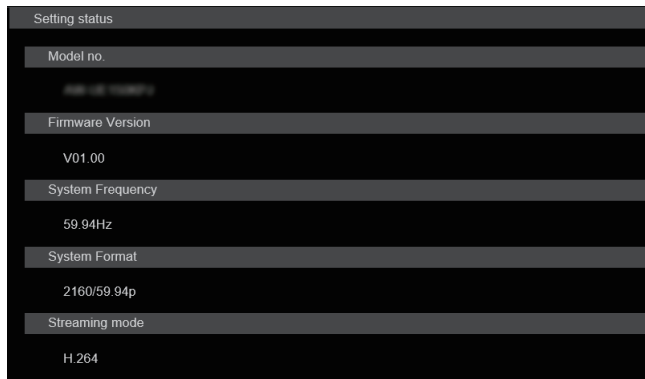 Setting status
Model no.
Firmware Version
V01.00
System Frequency
59.94Hz
System Format
2160/59.94p
Streaming mode
H.264